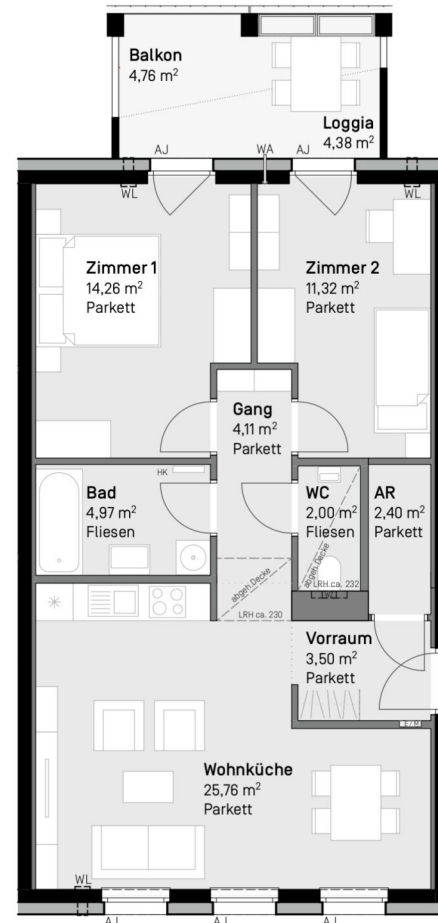 Balkon
4,76 m²
Loggia
4,38 m²
AJ
WA
AJ
WL
WL
Zimmer 1
14,26 m²
Parkett
Zimmer 2
11,32 m²
Parkett
Gang
4,11 m²
Parkett
HK
Bad
4,97 m²
Fliesen
WC
2,00 m²
Fliesen
AR
2,40 m²
Parkett
abgeh.Decke
LRH ca. 232
abgeh.Decke
LRH ca. 230
Vorraum
3,50 m²
Parkett
Wohnküche
25,76 m²
Parkett
WL
AJ
AJ
AJ